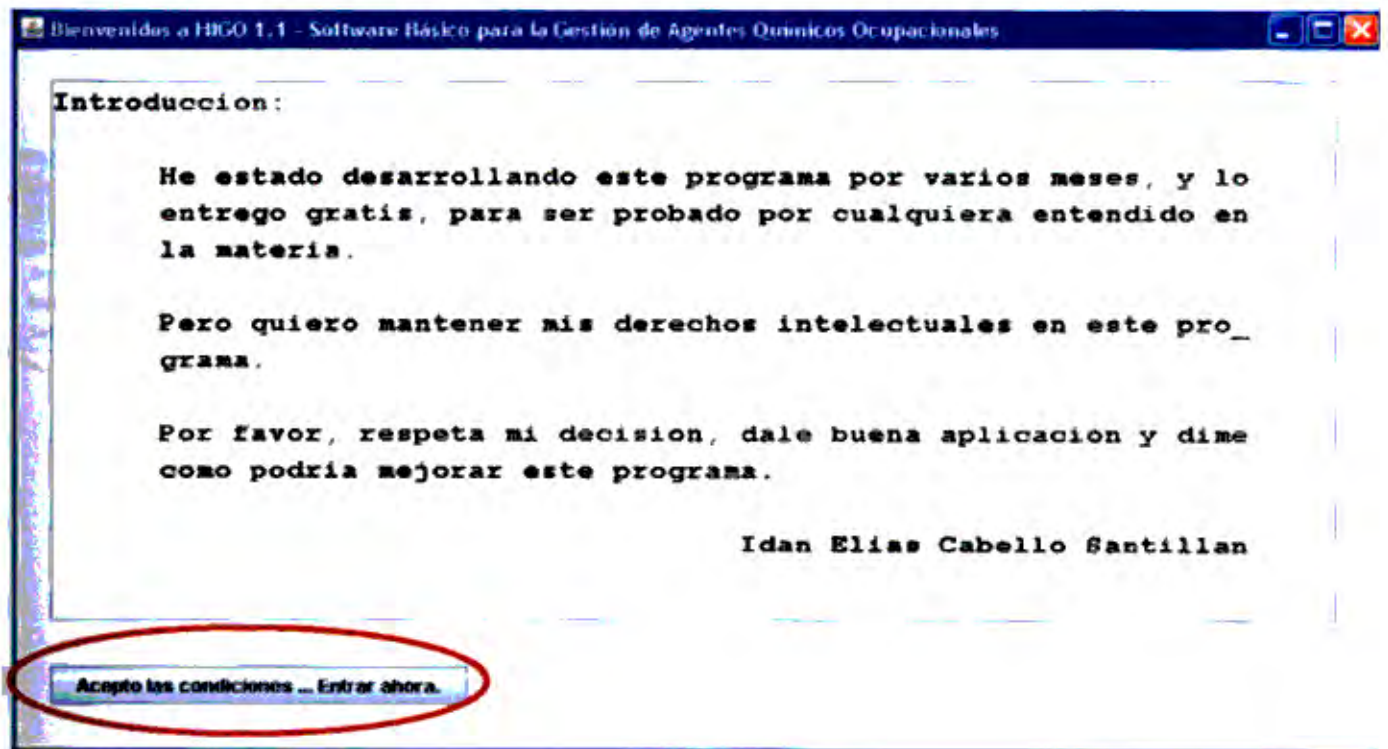 Bienvenidos a HIGO 1.1 - Software Básico para la Gestión de Agentes Químicos Ocupacionales
Introduccion:
He estado desarrollando este programa por varios meses, y lo
entrego gratis, para ser probado por cualquiera entendido en
la materia.
Pero quiero mantener mis derechos intelectuales en este pro_
grama.
Por favor, respeta mi decision, dale buena aplicacion y dime
como podria mejorar este programa.
Idan Elias Cabello Santillan
Acepto las condiciones ... Entrar ahora.